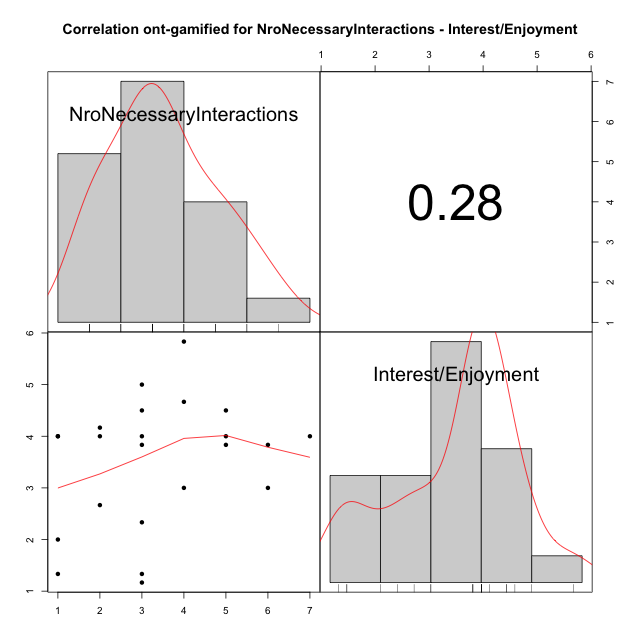 Correlation ont-gamified for NroNecessaryInteractions - Interest/Enjoyment
1 2 3 4 5 6
NroNecessaryInteractions
0.28
7
6
5
4
3
2
1
6
5
4
3
2
1
Interest/Enjoyment
1 2 3 4 5 6 7